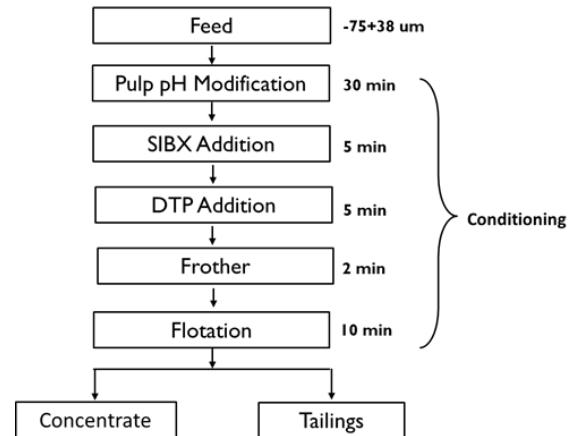 Feed -75+38 um
Pulp pH Modification 30 min
SIBX Addition 5 min
DTP Addition 5 min
Conditioning
Frother 2 min
Flotation 10 min
Concentrate Tailings